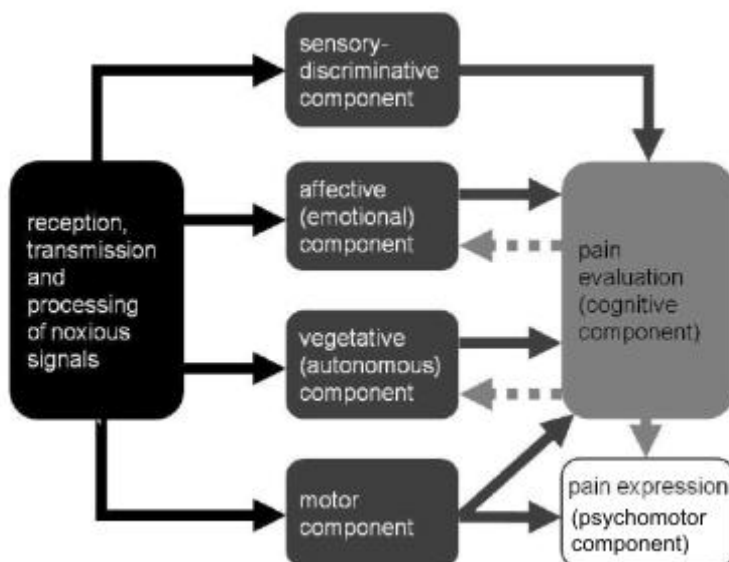 sensory-
discriminative
component
reception,
transmission
and
processing
of noxious
signals
affective
(emotional)
component
pain
evaluation
(cognitive
component)
vegetative
(autonomous)
component
motor
component
pain expression
(psychomotor
component)